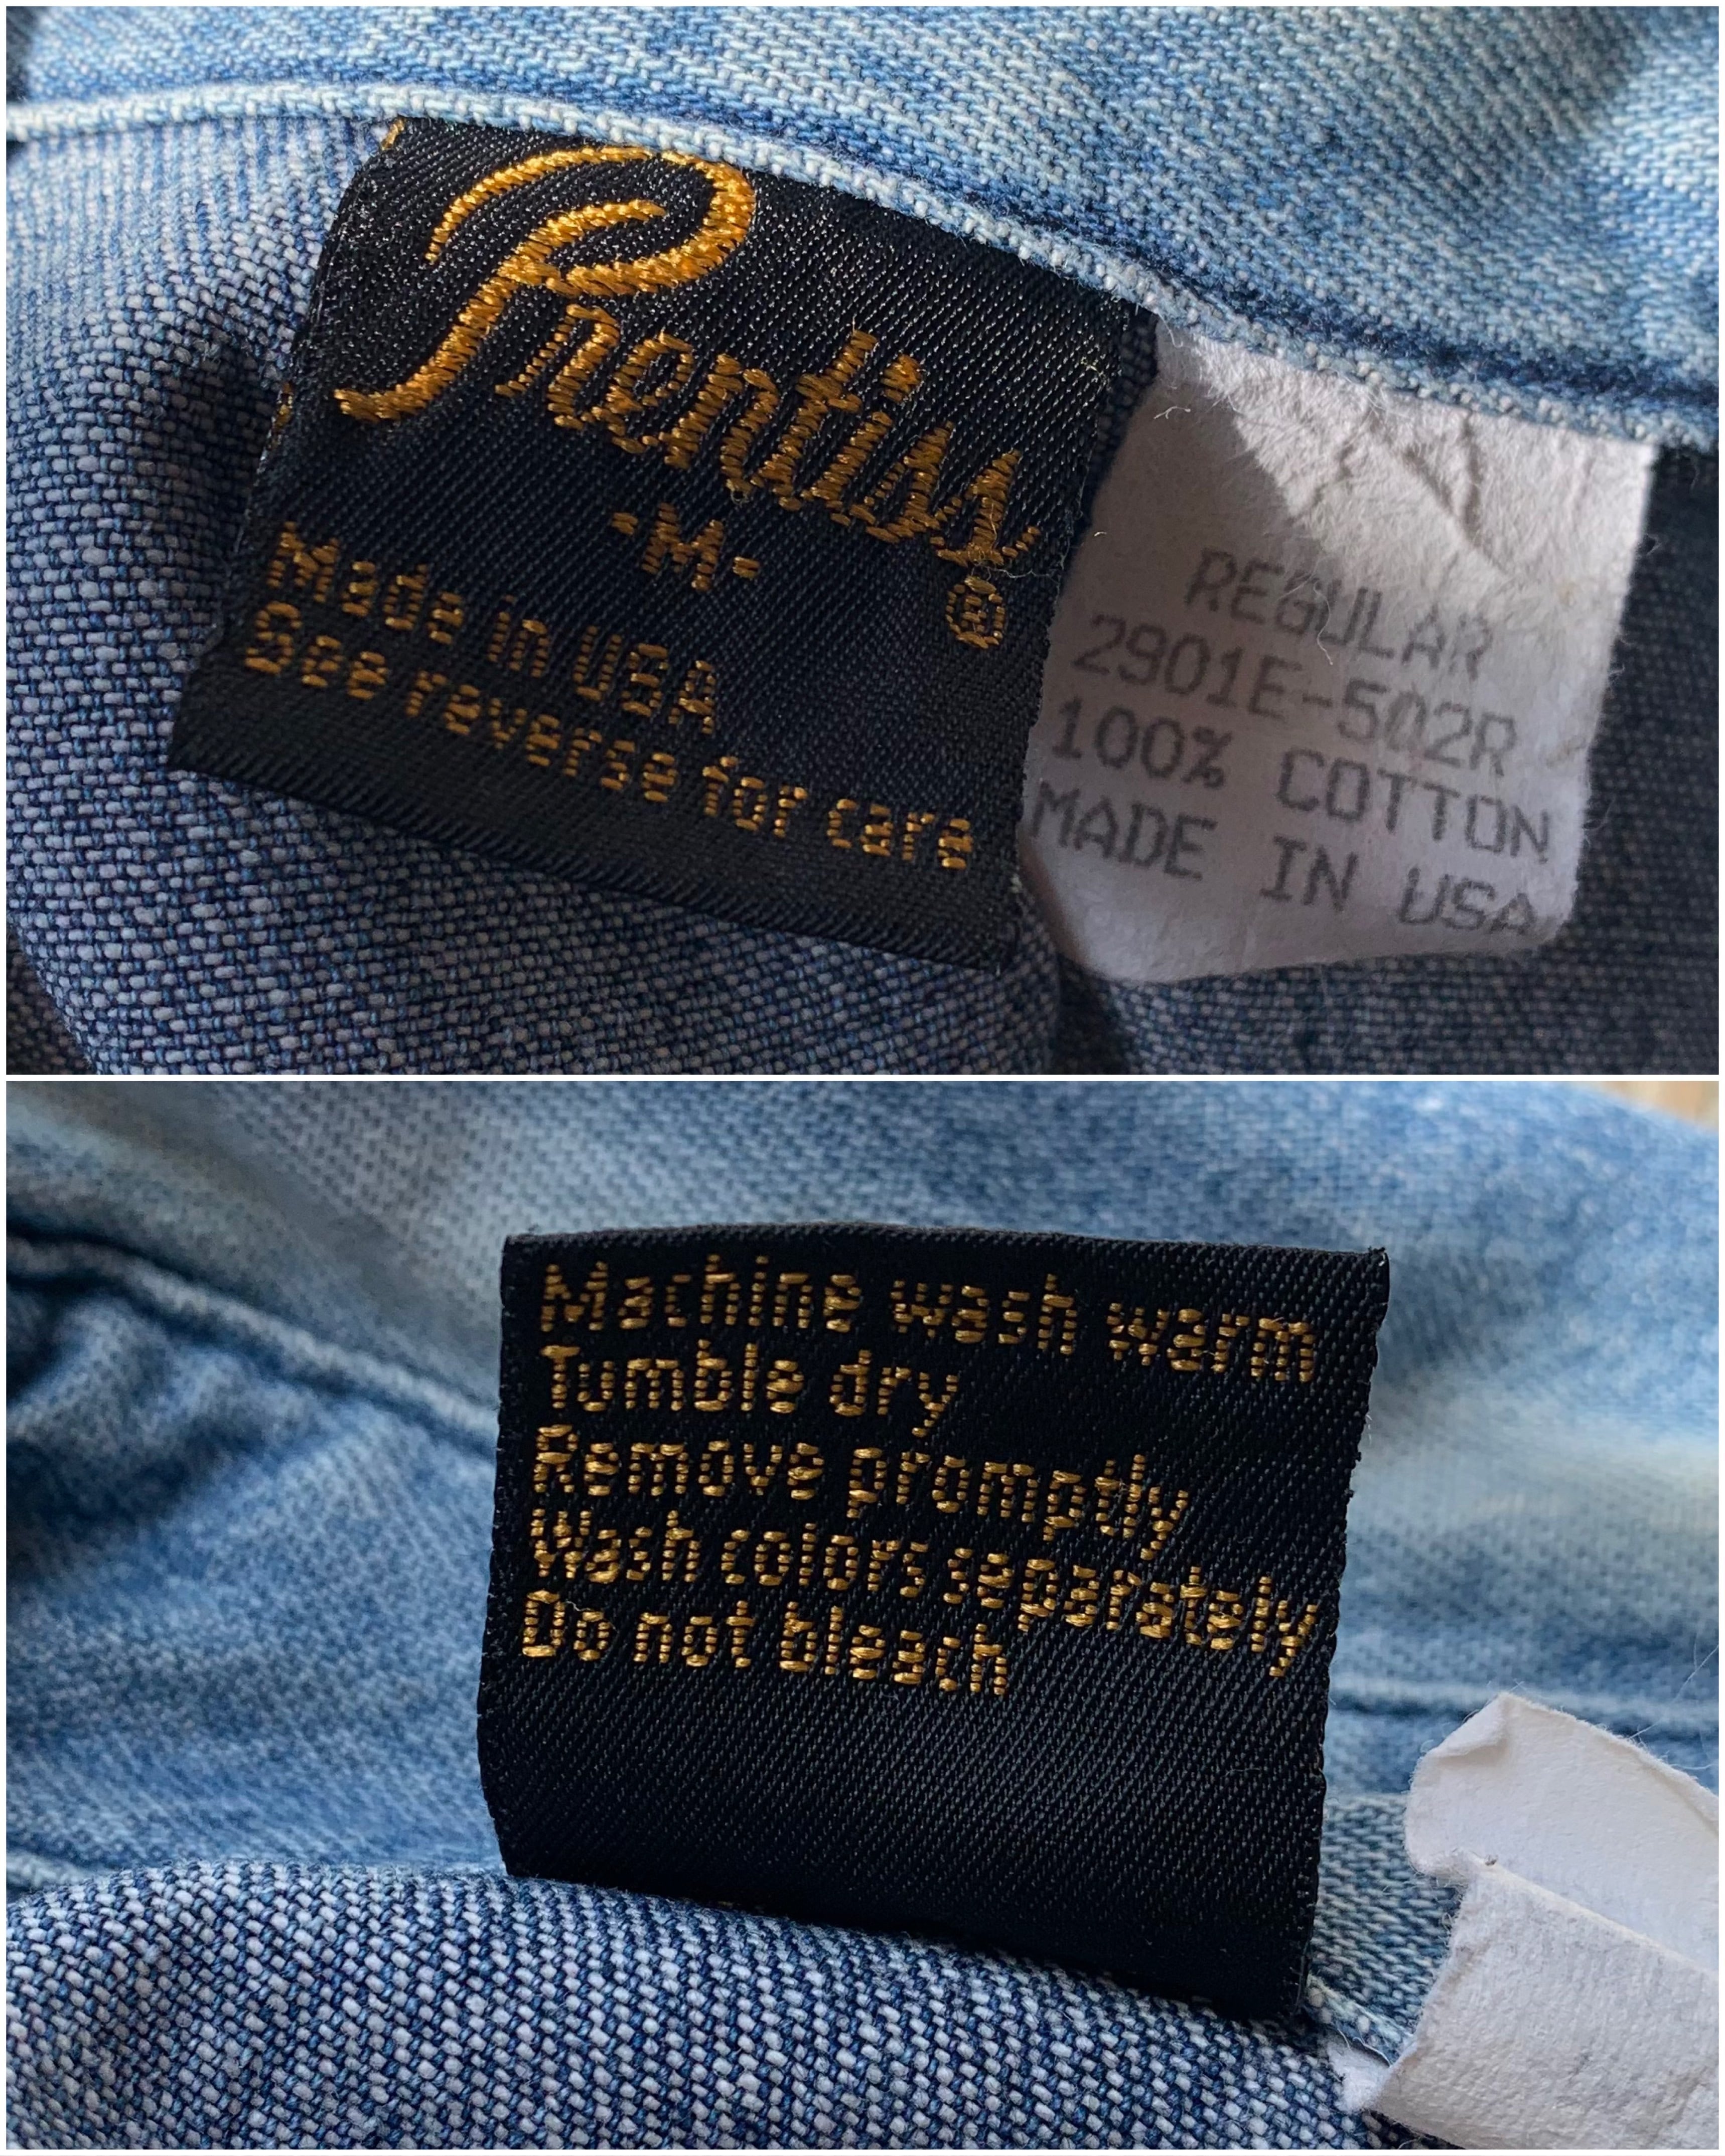 Prentiss
-M-
®
Made in USA
See reverse for care
REGULAR
2901E-502R
100% COTTON
MADE IN USA
Machine wash warm
Tumble dry
Remove promptly
Wash colors separately
Do not bleach